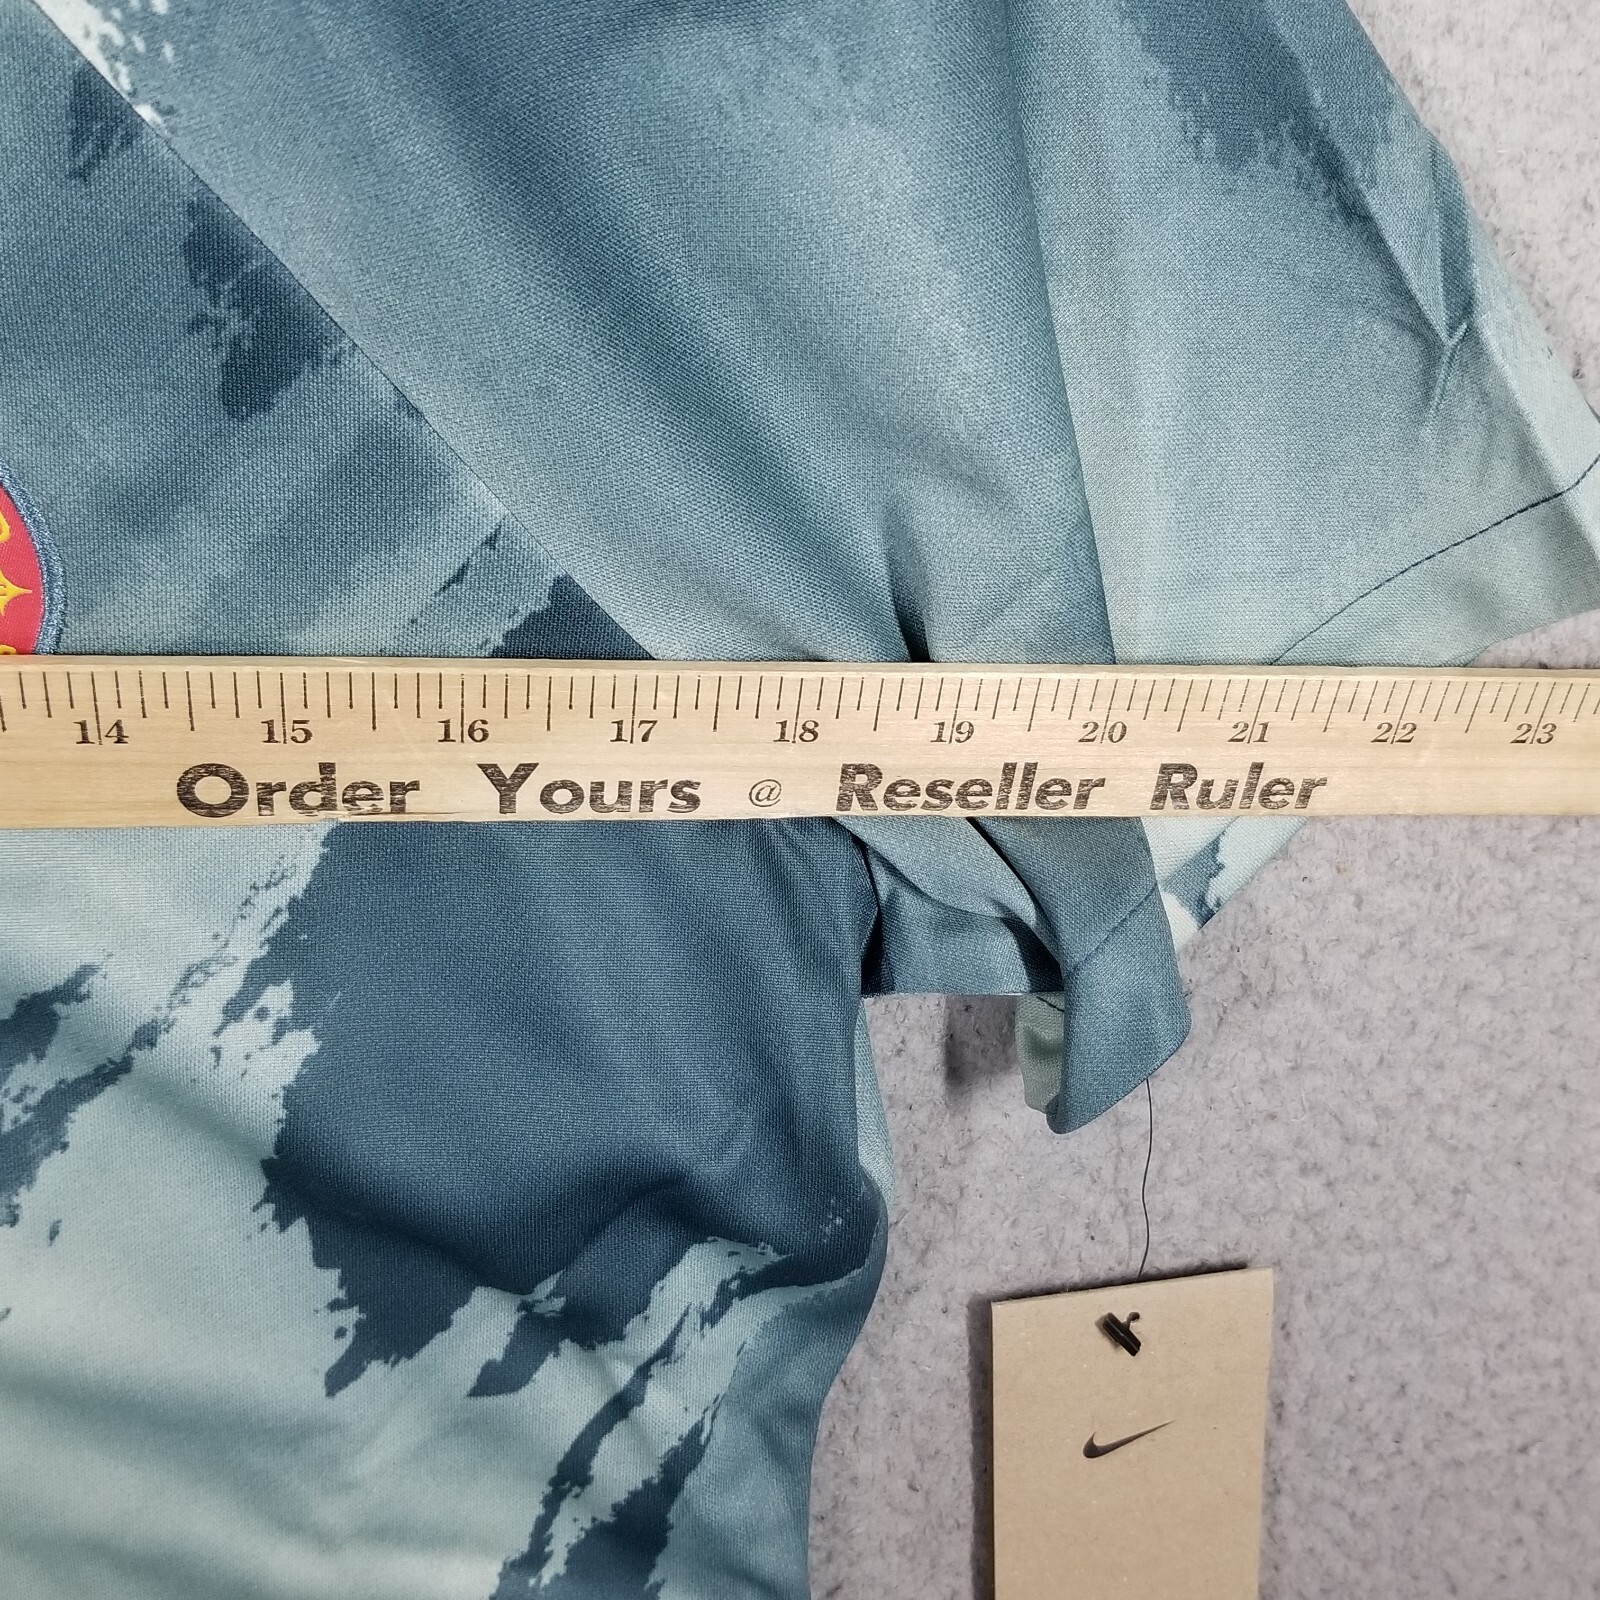 14 15 16 17 18 19 20 21 22 23
Order Yours @ Reseller Ruler